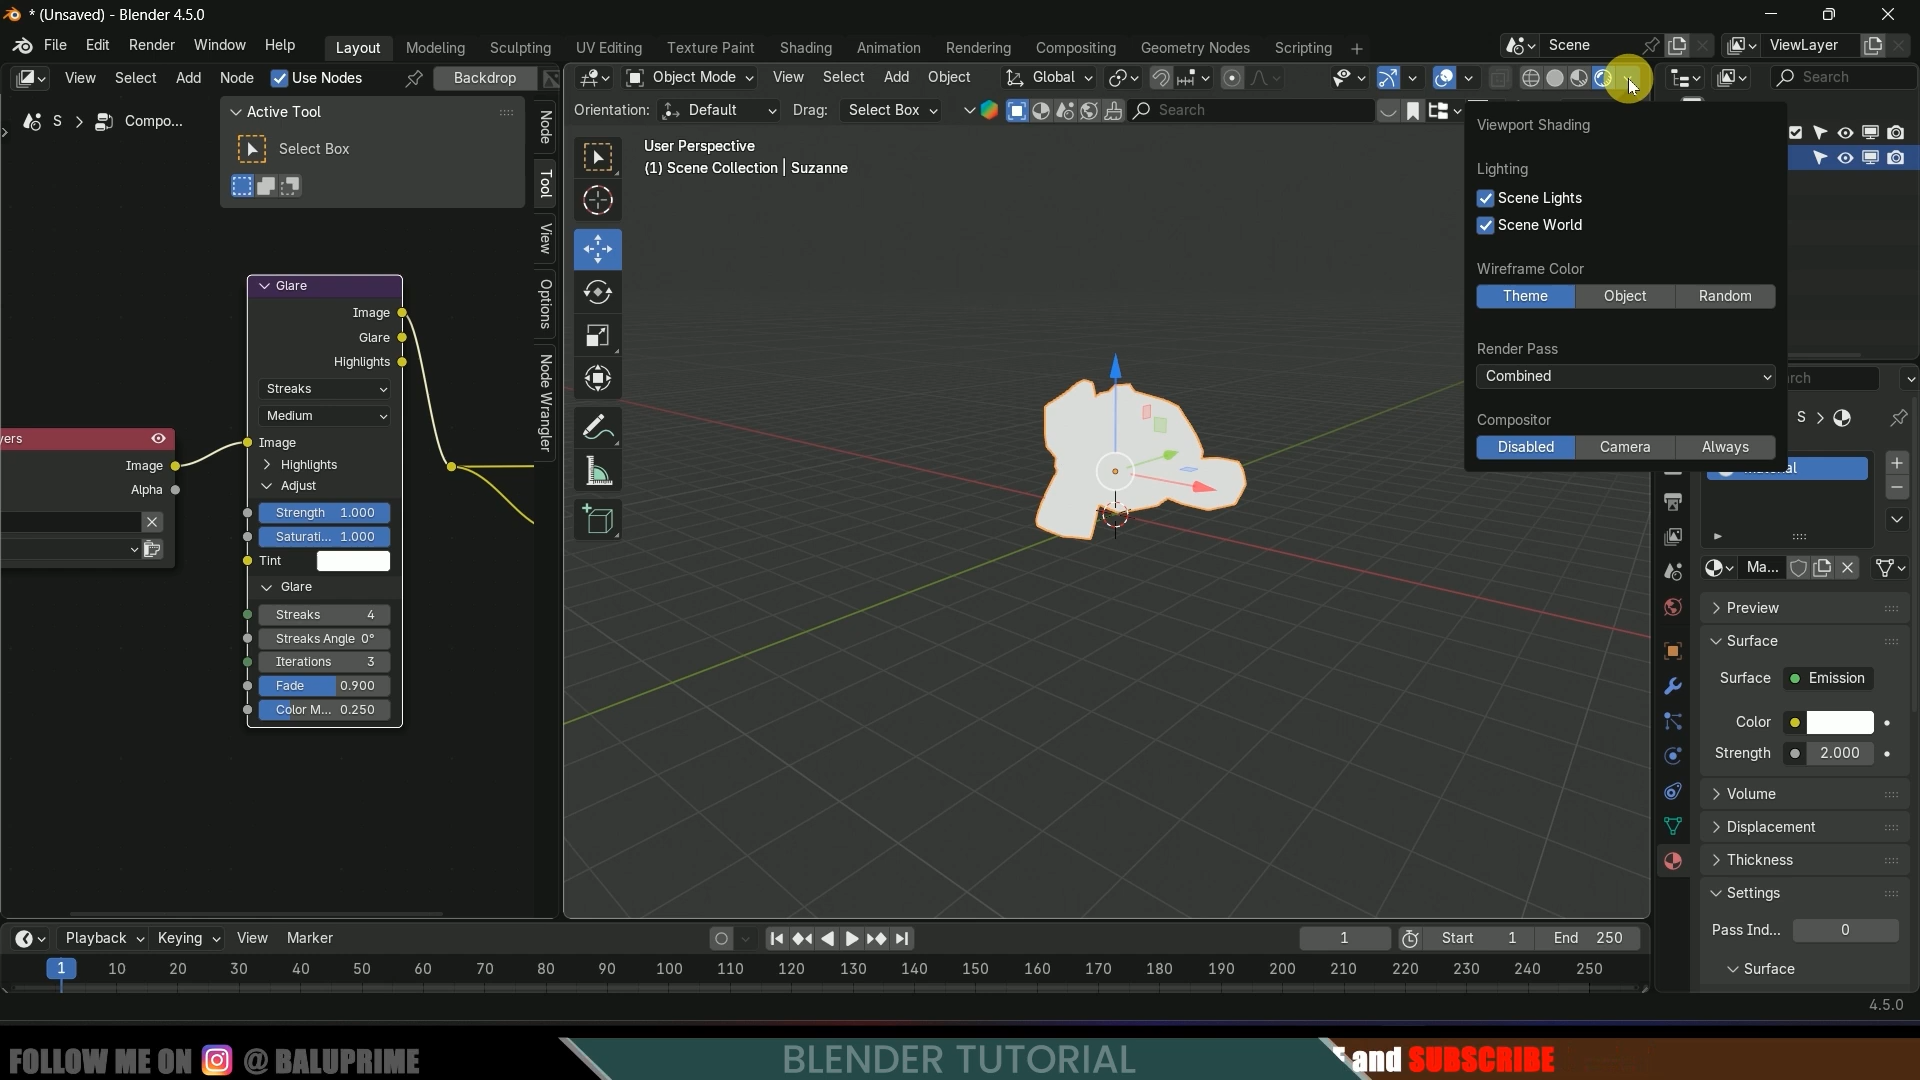 * (Unsaved) - Blender 4.5.0
File Edit Render Window Help
Layout Modeling Sculpting UV Editing Texture Paint Shading Animation Rendering Compositing Geometry Nodes Scripting +
Scene
ViewLayer
View Select Add Node Use Nodes Backdrop
Object Mode View Select Add Object Global
Search
S > Compo...
Active Tool
Select Box
Node
Tool
View
Options
Node Wrangler
Orientation: Default Drag: Select Box Search
User Perspective
(1) Scene Collection | Suzanne
Glare
Image
Glare
Highlights
Streaks
Medium
Image
Highlights
Adjust
Strength 1.000
Saturati... 1.000
Tint
Glare
Streaks 4
Streaks Angle 0°
Iterations 3
Fade 0.900
Color M... 0.250
yers
Image
Alpha
Viewport Shading
Lighting
Scene Lights
Scene World
Wireframe Color
Theme Object Random
Render Pass
Combined
Compositor
Disabled Camera Always
rch
S >
Ma...
Preview
Surface
Surface Emission
Color
Strength 2.000
Volume
Displacement
Thickness
Settings
Pass Ind... 0
Surface
Playback Keying View Marker
1 Start 1 End 250
1 10 20 30 40 50 60 70 80 90 100 110 120 130 140 150 160 170 180 190 200 210 220 230 240 250
4.5.0
FOLLOW ME ON @ BALUPRIME
BLENDER TUTORIAL
E and SUBSCRIBE